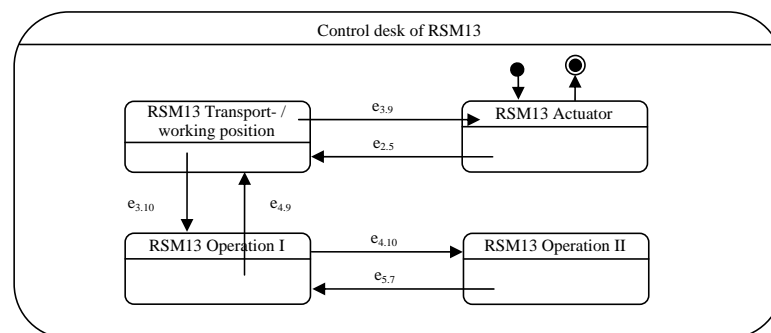 Control desk of RSM13
RSM13 Transport- /
working position
e3.9
RSM13 Actuator
e2.5
e3.10
e4.9
RSM13 Operation I
e4.10
RSM13 Operation II
e5.7